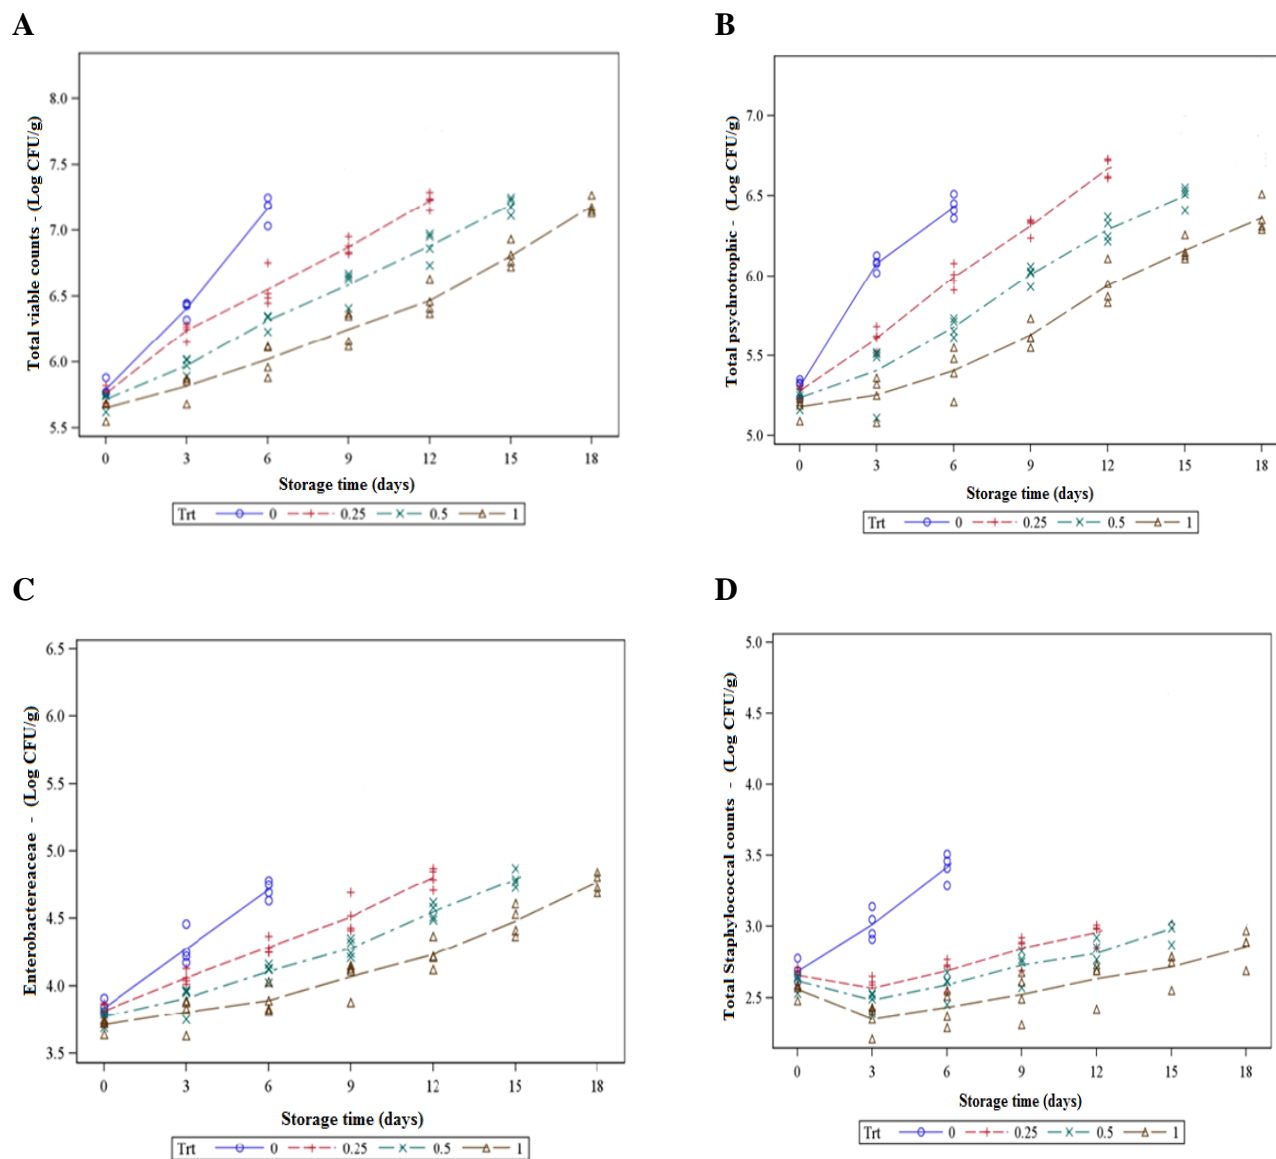 A
B
Total viable counts - (Log CFU/g)
8.0
7.5
7.0
6.5
6.0
5.5
0 3 6 9 12 15 18
Storage time (days)
Trt 0 0.25 0.5 1
Total psychrotrophic - (Log CFU/g)
7.0
6.5
6.0
5.5
5.0
0 3 6 9 12 15 18
Storage time (days)
Trt 0 0.25 0.5 1
C
D
Enterobactereaceae - (Log CFU/g)
6.5
6.0
5.5
5.0
4.5
4.0
3.5
0 3 6 9 12 15 18
Storage time (days)
Trt 0 0.25 0.5 1
Total Staphylococcal counts - (Log CFU/g)
5.0
4.5
4.0
3.5
3.0
2.5
0 3 6 9 12 15 18
Storage time (days)
Trt 0 0.25 0.5 1